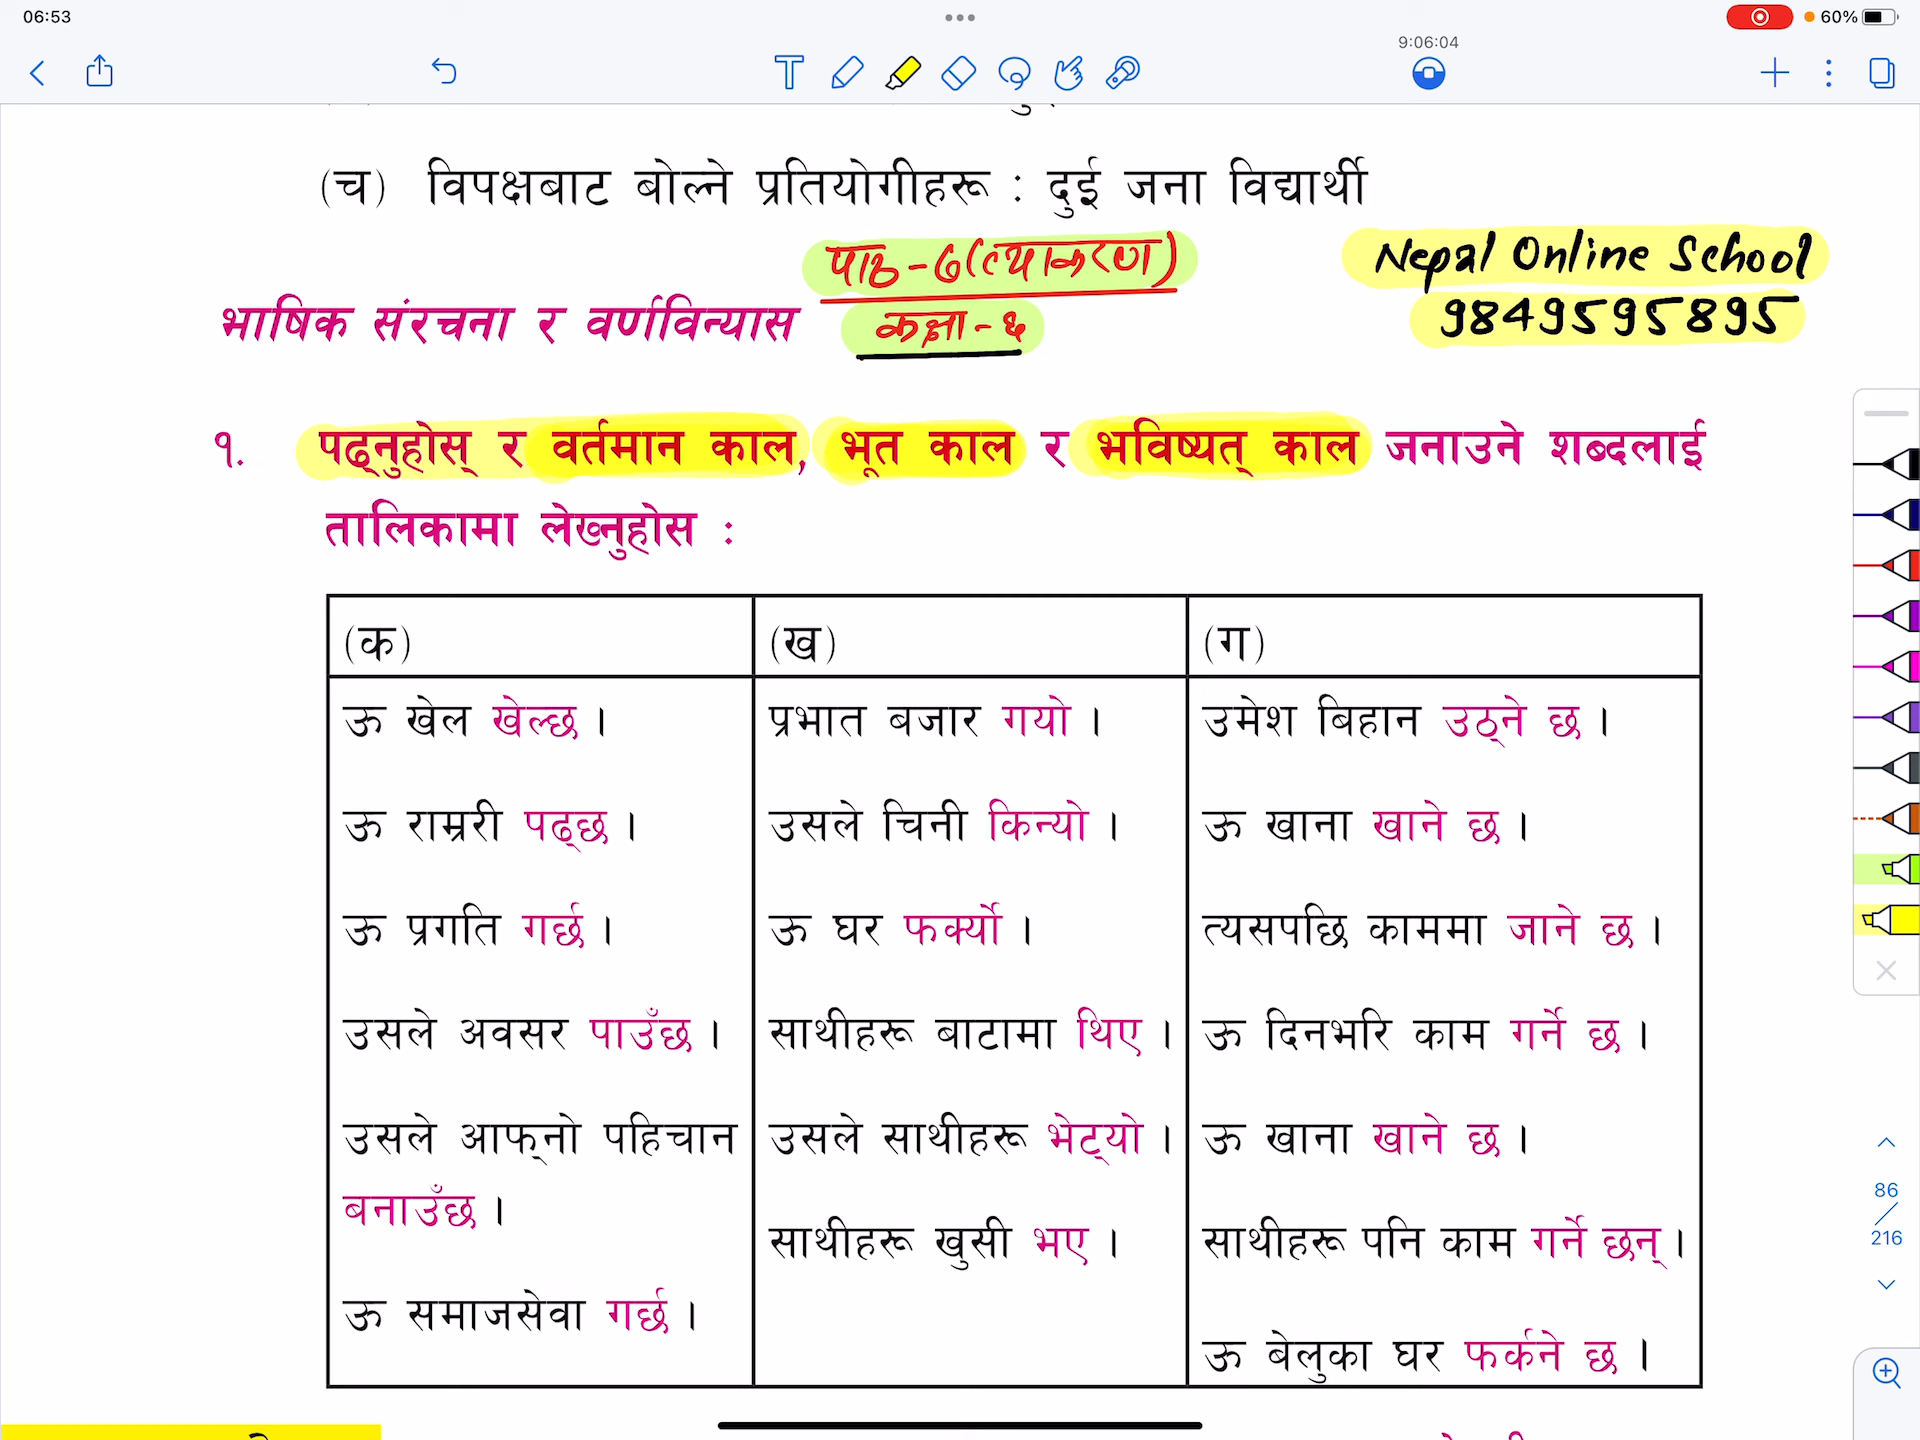 06:53
60%
9:06:04
(च) विपक्षबाट बोल्ने प्रतियोगीहरू : दुई जना विद्यार्थी
पाठ-७(व्याकरण)
Nepal Online School
भाषिक संरचना र वर्णविन्यास
कक्षा-६
9849595895
१. पढ्नुहोस् र वर्तमान काल, भूत काल र भविष्यत् काल जनाउने शब्दलाई
तालिकामा लेख्नुहोस :
(क) (ख) (ग)
ऊ खेल खेल्छ । प्रभात बजार गयो । उमेश बिहान उठ्ने छ ।
ऊ राम्ररी पढ्छ । उसले चिनी किन्यो । ऊ खाना खाने छ ।
ऊ प्रगति गर्छ । ऊ घर फर्क्यो । त्यसपछि काममा जाने छ ।
उसले अवसर पाउँछ । साथीहरू बाटामा थिए । ऊ दिनभरि काम गर्ने छ ।
उसले आफ्नो पहिचान उसले साथीहरू भेट्यो । ऊ खाना खाने छ ।
बनाउँछ ।
साथीहरू खुसी भए । साथीहरू पनि काम गर्ने छन् ।
ऊ समाजसेवा गर्छ ।
ऊ बेलुका घर फर्कने छ ।
86
216